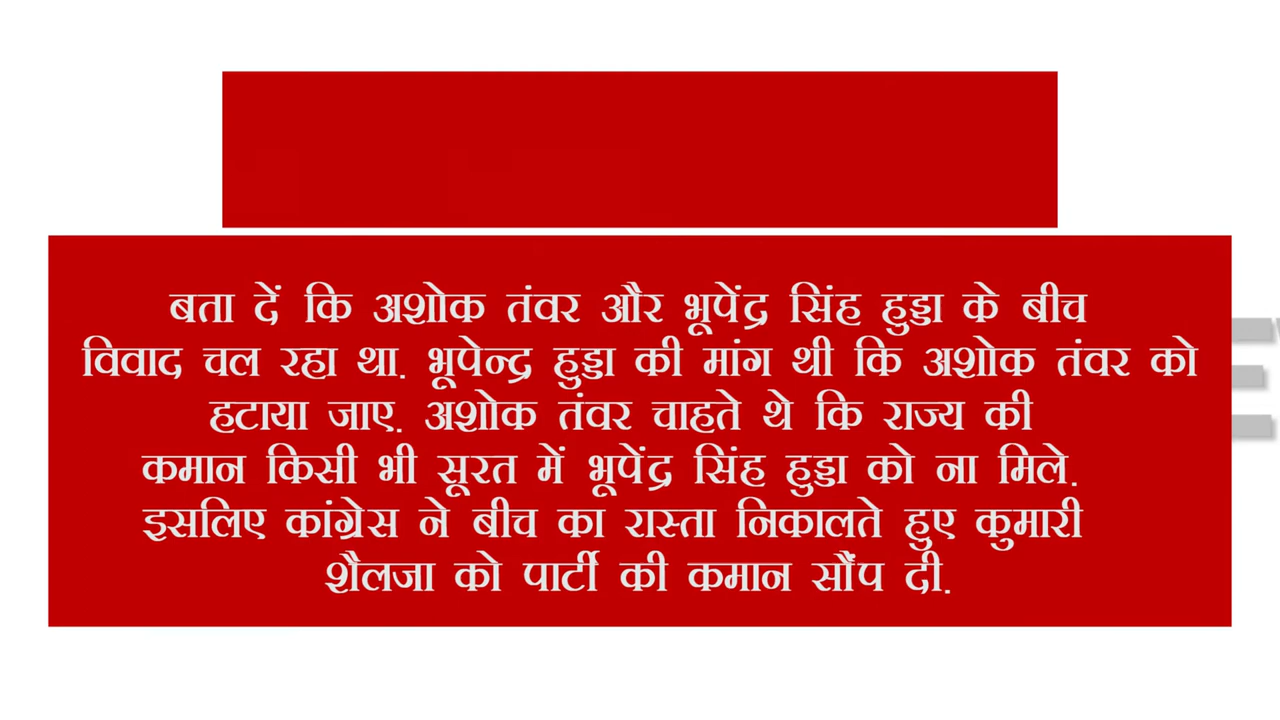 बता दें कि अशोक तंवर और भूपेंद्र सिंह हुड्डा के बीच
विवाद चल रहा था. भूपेन्द्र हुड्डा की मांग थी कि अशोक तंवर को
हटाया जाए. अशोक तंवर चाहते थे कि राज्य की
कमान किसी भी सूरत में भूपेंद्र सिंह हुड्डा को ना मिले.
इसलिए कांग्रेस ने बीच का रास्ता निकालते हुए कुमारी
शैलजा को पार्टी की कमान सौंप दी.